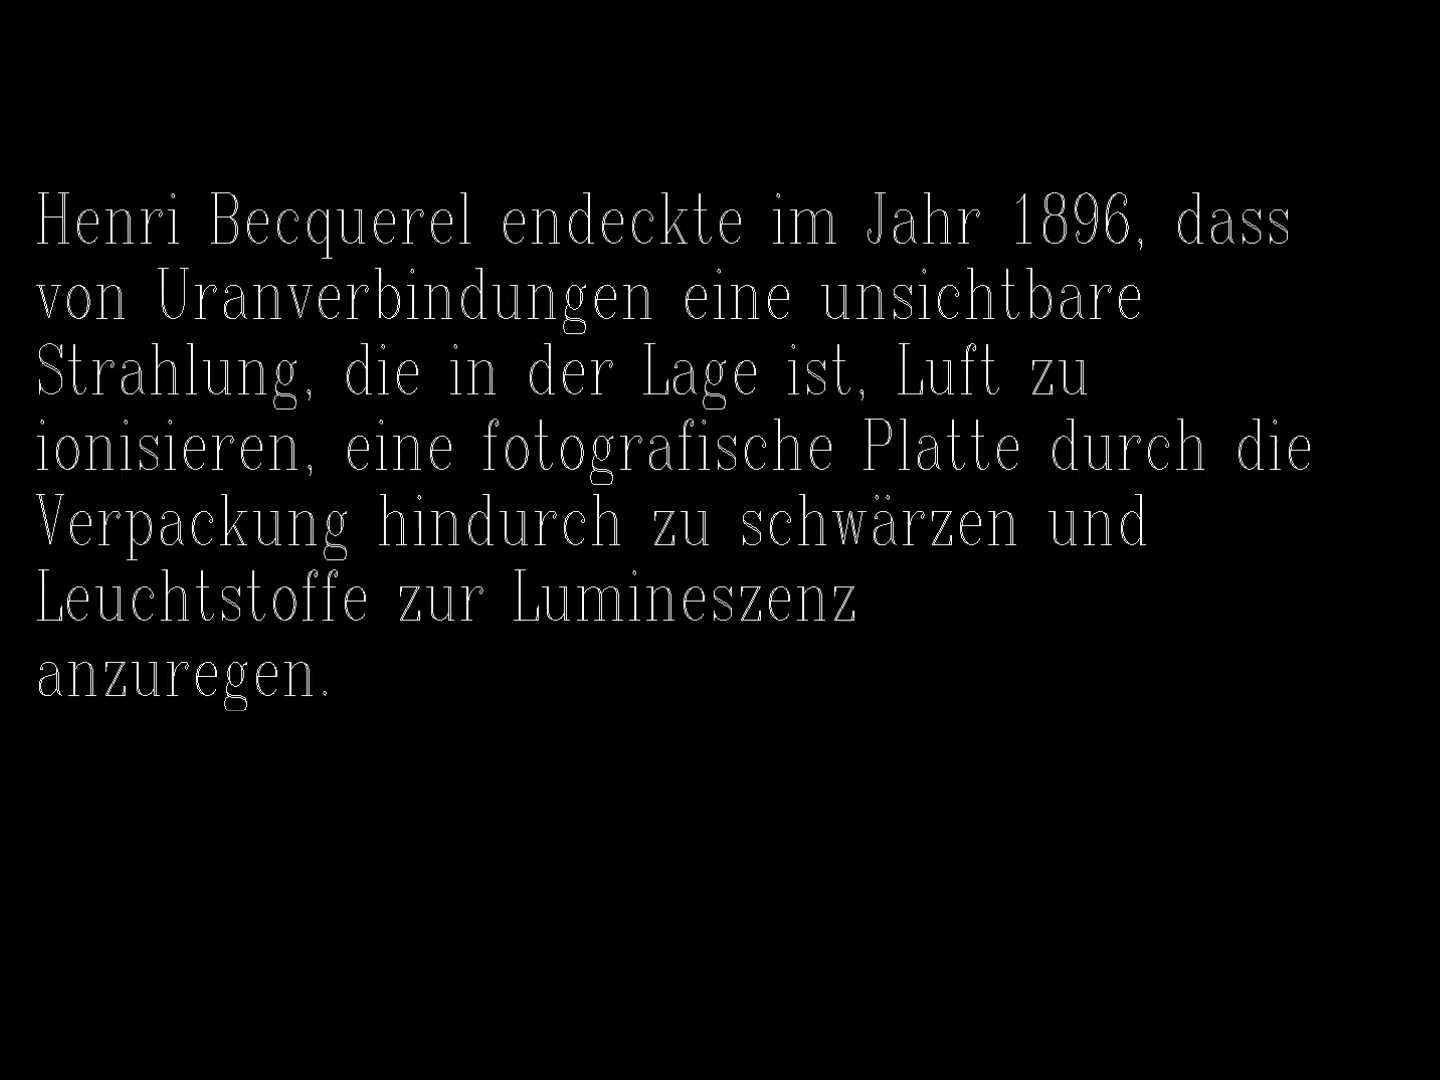 Henri Becquerel endeckte im Jahr 1896, dass
von Uranverbindungen eine unsichtbare
Strahlung, die in der Lage ist, Luft zu
ionisieren, eine fotografische Platte durch die
Verpackung hindurch zu schwärzen und
Leuchtstoffe zur Lumineszenz
anzuregen.